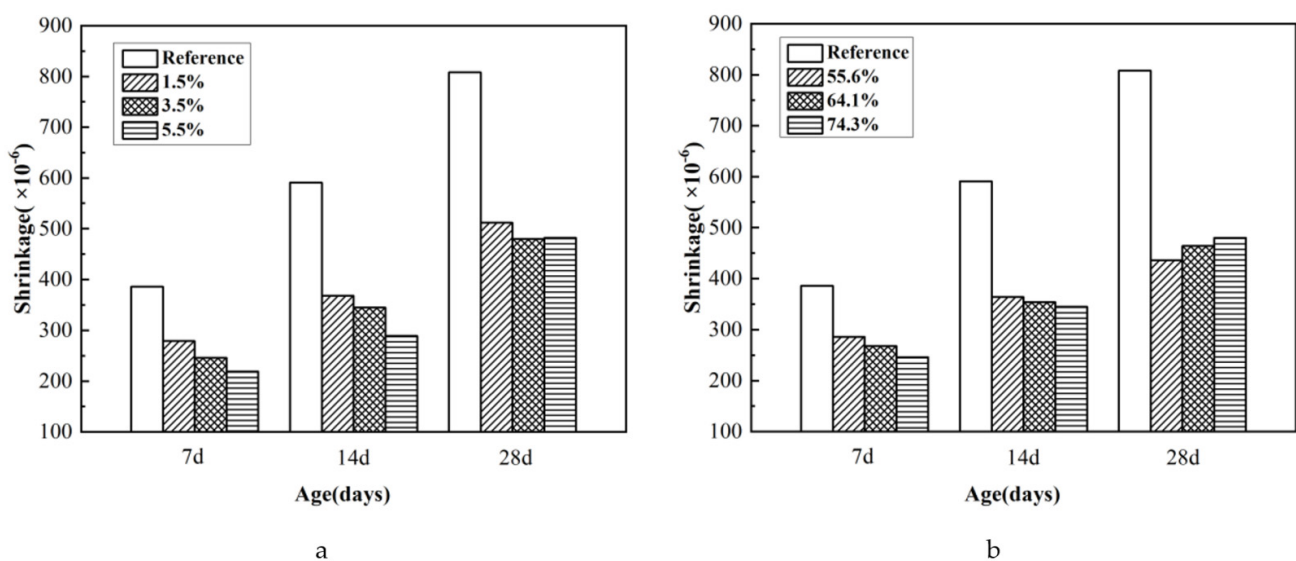 900
800
700
600
500
400
300
200
100
Shrinkage( ×10⁻⁶)
Reference
1.5%
3.5%
5.5%
7d 14d 28d
Age(days)
a
900
800
700
600
500
400
300
200
100
Shrinkage( ×10⁻⁶)
Reference
55.6%
64.1%
74.3%
7d 14d 28d
Age(days)
b